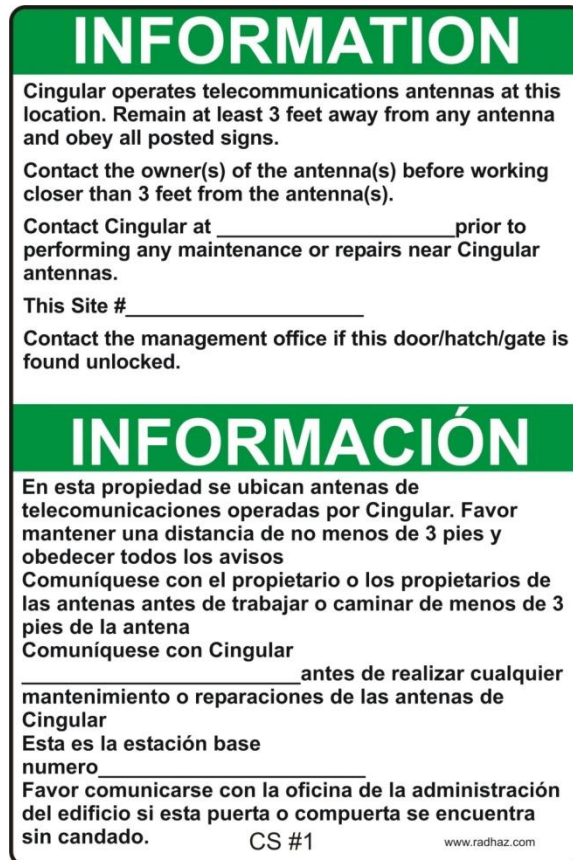 INFORMATION
Cingular operates telecommunications antennas at this
location. Remain at least 3 feet away from any antenna
and obey all posted signs.
Contact the owner(s) of the antenna(s) before working
closer than 3 feet from the antenna(s).
Contact Cingular at ____________________prior to
performing any maintenance or repairs near Cingular
antennas.
This Site #____________________
Contact the management office if this door/hatch/gate is
found unlocked.
INFORMACIÓN
En esta propiedad se ubican antenas de
telecomunicaciones operadas por Cingular. Favor
mantener una distancia de no menos de 3 pies y
obedecer todos los avisos
Comuníquese con el propietario o los propietarios de
las antenas antes de trabajar o caminar de menos de 3
pies de la antena
Comuníquese con Cingular
_______________________antes de realizar cualquier
mantenimiento o reparaciones de las antenas de
Cingular
Esta es la estación base
numero______________________
Favor comunicarse con la oficina de la administración
del edificio si esta puerta o compuerta se encuentra
sin candado. CS #1 www.radhaz.com